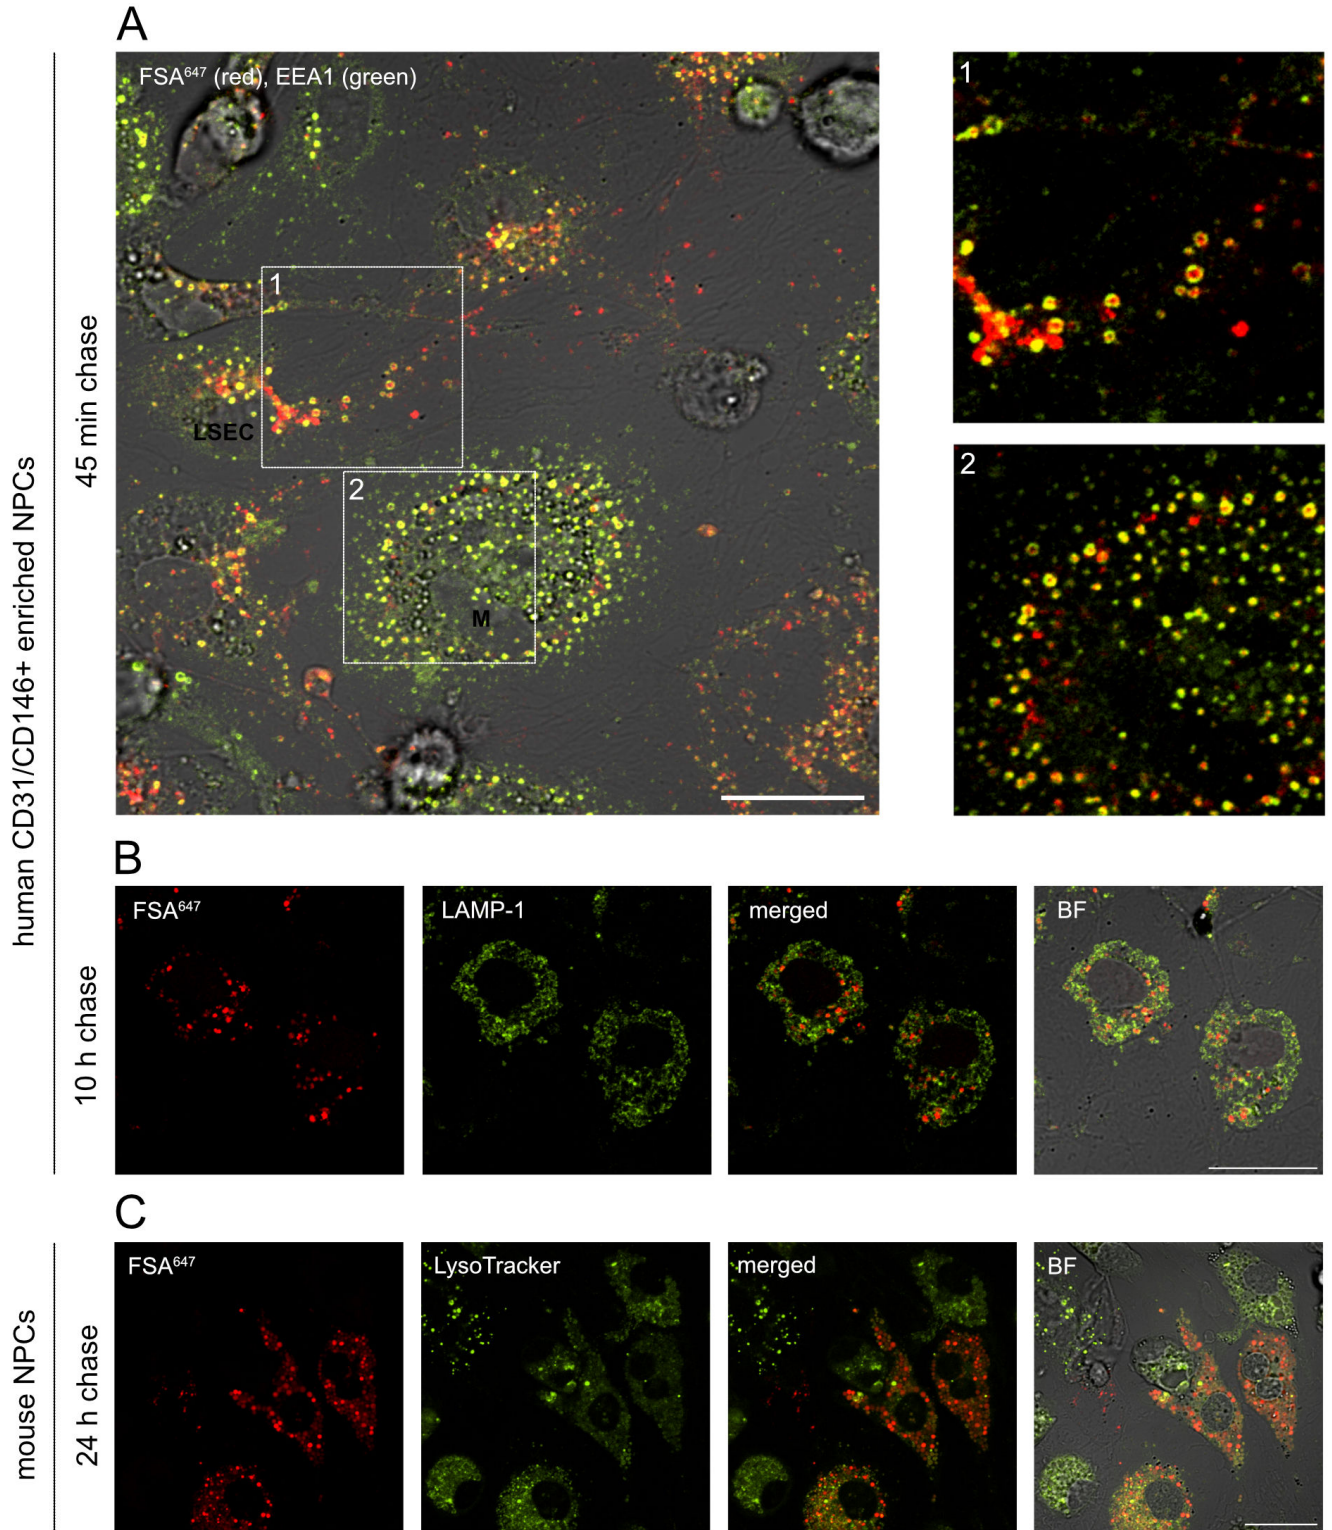 A
FSA⁶⁴⁷ (red), EEA1 (green)
1
LSEC
2
M
1
2
45 min chase
human CD31/CD146+ enriched NPCs
B
FSA⁶⁴⁷
LAMP-1
merged
BF
10 h chase
C
FSA⁶⁴⁷
LysoTracker
merged
BF
24 h chase
mouse NPCs